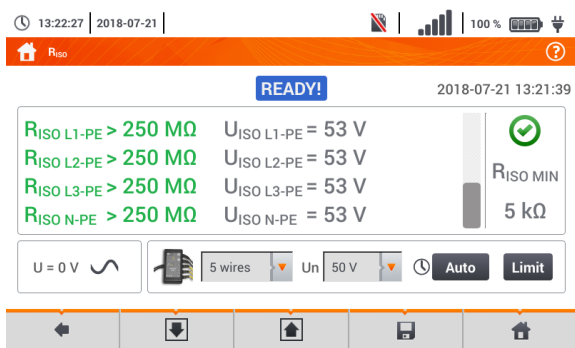 13:22:27 2018-07-21 100 %
RISO ?
READY! 2018-07-21 13:21:39
RISO L1-PE > 250 MΩ UISO L1-PE = 53 V
RISO L2-PE > 250 MΩ UISO L2-PE = 53 V
RISO L3-PE > 250 MΩ UISO L3-PE = 53 V
RISO N-PE > 250 MΩ UISO N-PE = 53 V
RISO MIN
5 kΩ
U = 0 V 5 wires Un 50 V Auto Limit